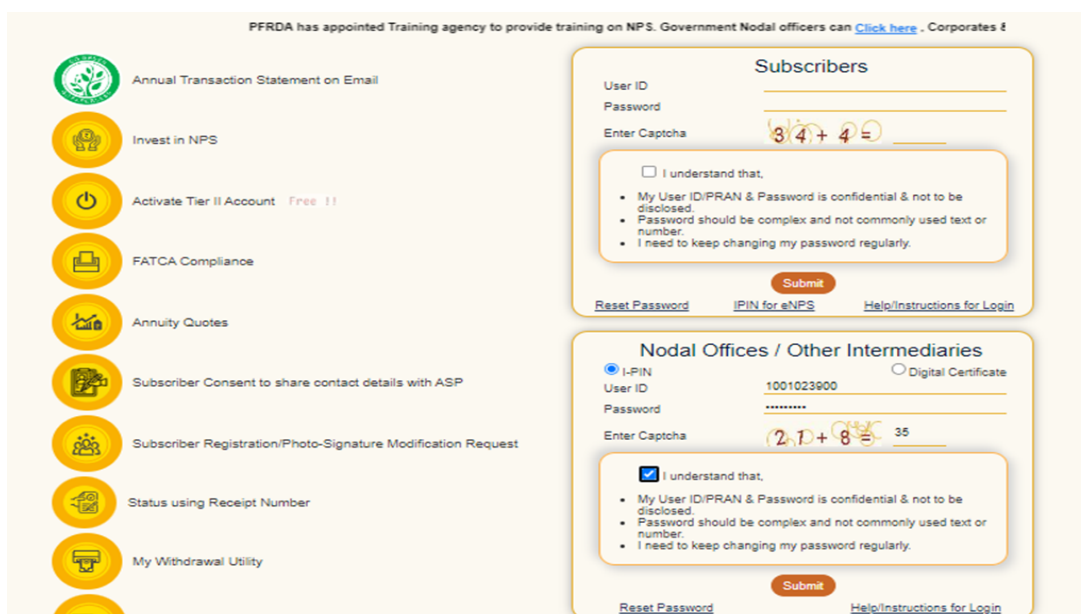 PFRDA has appointed Training agency to provide training on NPS. Government Nodal officers can Click here . Corporates &
Annual Transaction Statement on Email
Invest in NPS
Activate Tier II Account Free !!
FATCA Compliance
Annuity Quotes
Subscriber Consent to share contact details with ASP
Subscriber Registration/Photo-Signature Modification Request
Status using Receipt Number
My Withdrawal Utility
Subscribers
User ID
Password
Enter Captcha 34 + 4 =
I understand that,
• My User ID/PRAN & Password is confidential & not to be
disclosed.
• Password should be complex and not commonly used text or
number.
• I need to keep changing my password regularly.
Submit
Reset Password IPIN for eNPS Help/Instructions for Login
Nodal Offices / Other Intermediaries
I-PIN Digital Certificate
User ID 1001023900
Password •••••••••
Enter Captcha 27 + 8 = 35
I understand that,
• My User ID/PRAN & Password is confidential & not to be
disclosed.
• Password should be complex and not commonly used text or
number.
• I need to keep changing my password regularly.
Submit
Reset Password Help/Instructions for Login